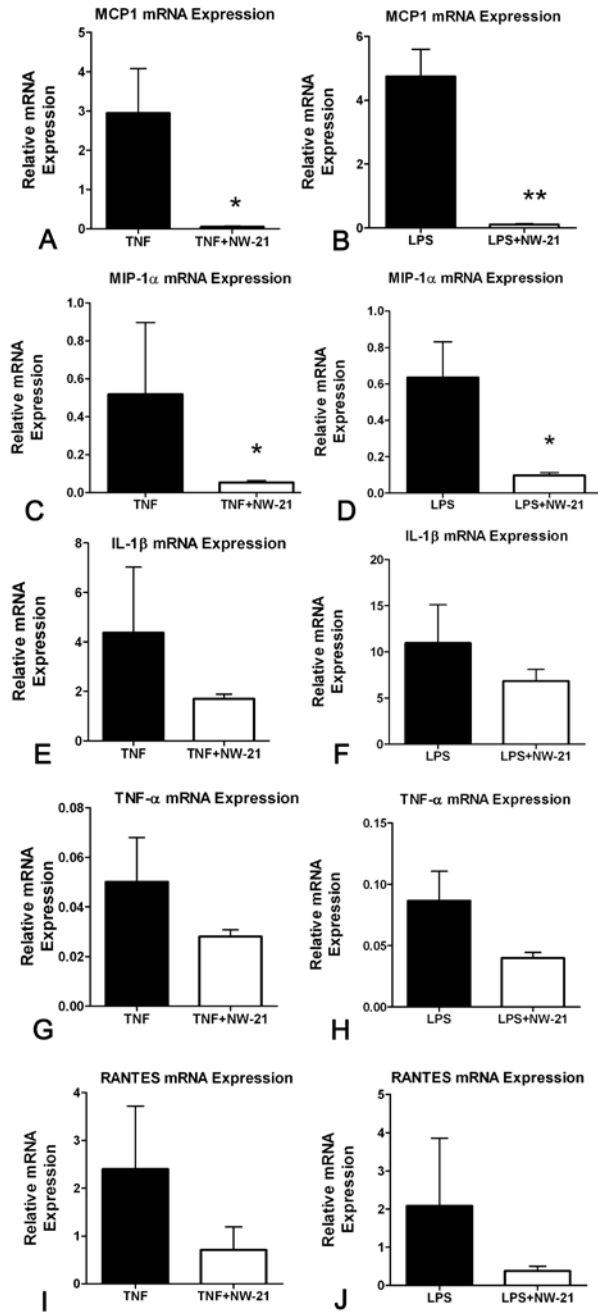 MCP1 mRNA Expression
Relative mRNA
Expression
5
4
3
2
1
0
*
TNF
TNF+NW-21
A
MCP1 mRNA Expression
Relative mRNA
Expression
6
4
2
0
**
LPS
LPS+NW-21
B
MIP-1α mRNA Expression
Relative mRNA
Expression
1.0
0.8
0.6
0.4
0.2
0.0
*
TNF
TNF+NW-21
C
MIP-1α mRNA Expression
Relative mRNA
Expression
1.0
0.8
0.6
0.4
0.2
0.0
*
LPS
LPS+NW-21
D
IL-1β mRNA Expression
Relative mRNA
Expression
8
6
4
2
0
TNF
TNF+NW-21
E
IL-1β mRNA Expression
Relative mRNA
Expression
20
15
10
5
0
LPS
LPS+NW-21
F
TNF-α mRNA Expression
Relative mRNA
Expression
0.08
0.06
0.04
0.02
0.00
TNF
TNF+NW-21
G
TNF-α mRNA Expression
Relative mRNA
Expression
0.15
0.10
0.05
0.00
LPS
LPS+NW-21
H
RANTES mRNA Expression
Relative mRNA
Expression
4
3
2
1
0
TNF
TNF+NW-21
I
RANTES mRNA Expression
Relative mRNA
Expression
5
4
3
2
1
0
LPS
LPS+NW-21
J